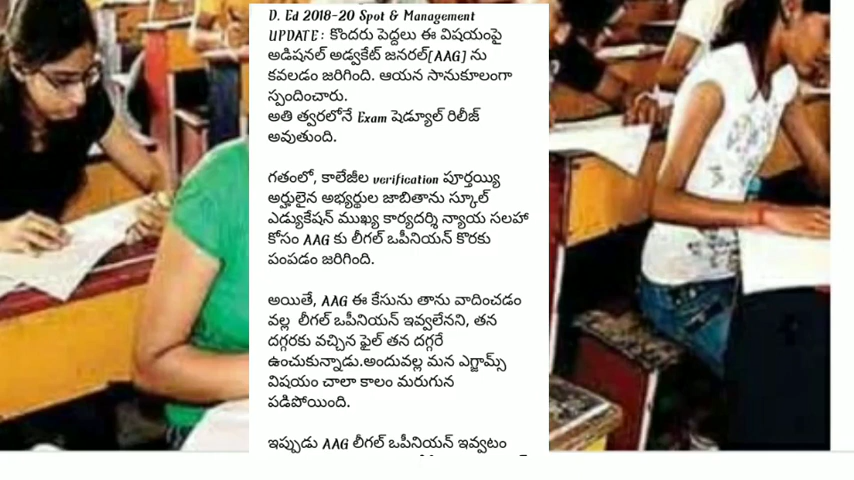 D. Ed 2018-20 Spot & Management
UPDATE: కొందరు పెద్దలు ఈ విషయంపై
అడిషనల్ అడ్వకేట్ జనరల్[AAG] ను
కవలడం జరిగింది. ఆయన సానుకూలంగా
స్పందించారు.
అతి త్వరలోనే Exam షెడ్యూల్ రిలీజ్
అవుతుంది.
గతంలో, కాలేజీల verification పూర్తయ్యి
అర్హులైన అభ్యర్థుల జాబితాను స్కూల్
ఎడ్యుకేషన్ ముఖ్య కార్యదర్శి న్యాయ సలహా
కోసం AAG కు లీగల్ ఒపీనియన్ కొరకు
పంపడం జరిగింది.
అయితే, AAG ఈ కేసును తాను వాదించడం
వల్ల లీగల్ ఒపీనియన్ ఇవ్వలేనని, తన
దగ్గరకు వచ్చిన ఫైల్ తన దగ్గరే
ఉంచుకున్నాడు.అందువల్ల మన ఎగ్జామ్స్
విషయం చాలా కాలం మరుగున
పడిపోయింది.
ఇప్పుడు AAG లీగల్ ఒపీనియన్ ఇవ్వటం